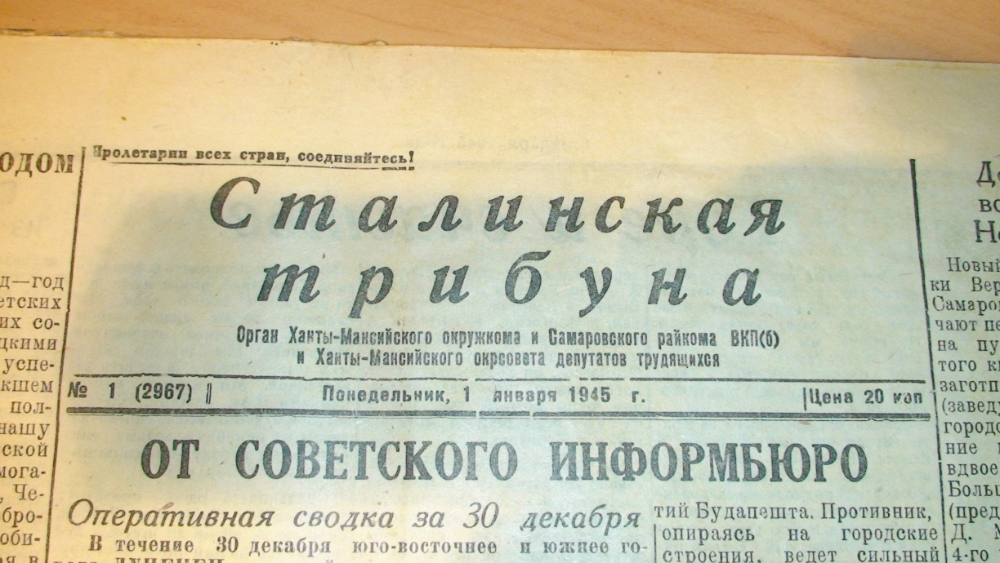 ОДОМ
д—год
етских
их со-
цкими
успе-
кшем
пол-
нашу
ской
мога-
, Че-
бро-
оби-
Пролетарии всех стран, соединяйтесь!
Сталинская
трибуна
Орган Ханты-Мансийского окружкома и Самаровского райкома ВКП(б)
и Ханты-Мансийского окрсовета депутатов трудящихся
№ 1 (2967) Понедельник, 1 января 1945 г. Цена 20 коп
ОТ СОВЕТСКОГО ИНФОРМБЮРО
Оперативная сводка за 30 декабря
В течение 30 декабря юго-восточнее и южнее го-
тий Будапешта. Противник,
опираясь на городские
строения, ведет сильный
Новый
ки Вер
Самаро
чают пе
на пу
того к
заготп
(завед
городс
ние
вдвое
Больш
(пред
Д.
4-го